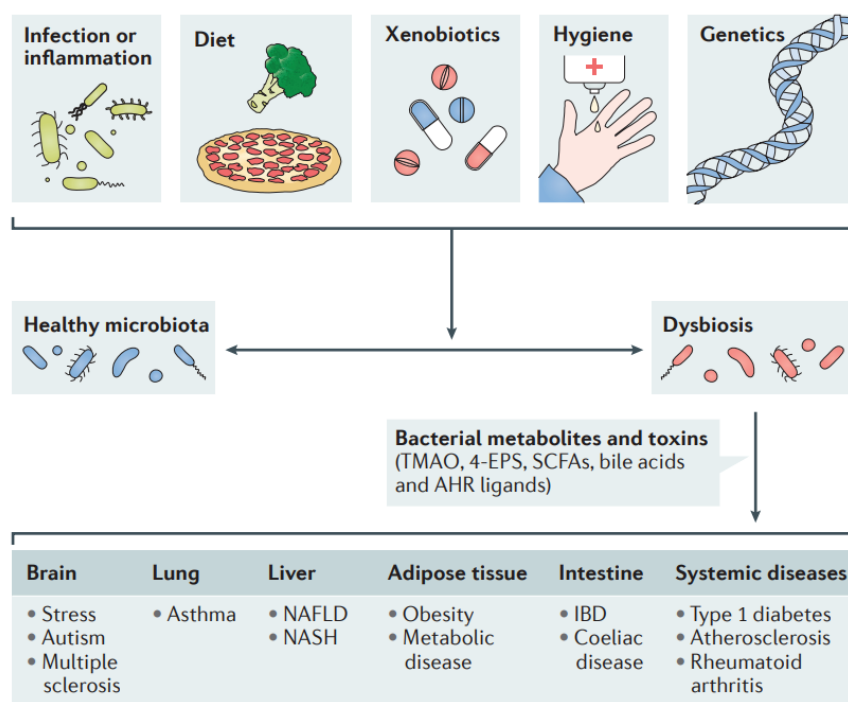 Infection or
inflammation
Diet
Xenobiotics
Hygiene
Genetics
Healthy microbiota
Dysbiosis
Bacterial metabolites and toxins
(TMAO, 4-EPS, SCFAs, bile acids
and AHR ligands)
Brain
• Stress
• Autism
• Multiple
sclerosis
Lung
• Asthma
Liver
• NAFLD
• NASH
Adipose tissue
• Obesity
• Metabolic
disease
Intestine
• IBD
• Coeliac
disease
Systemic diseases
• Type 1 diabetes
• Atherosclerosis
• Rheumatoid
arthritis